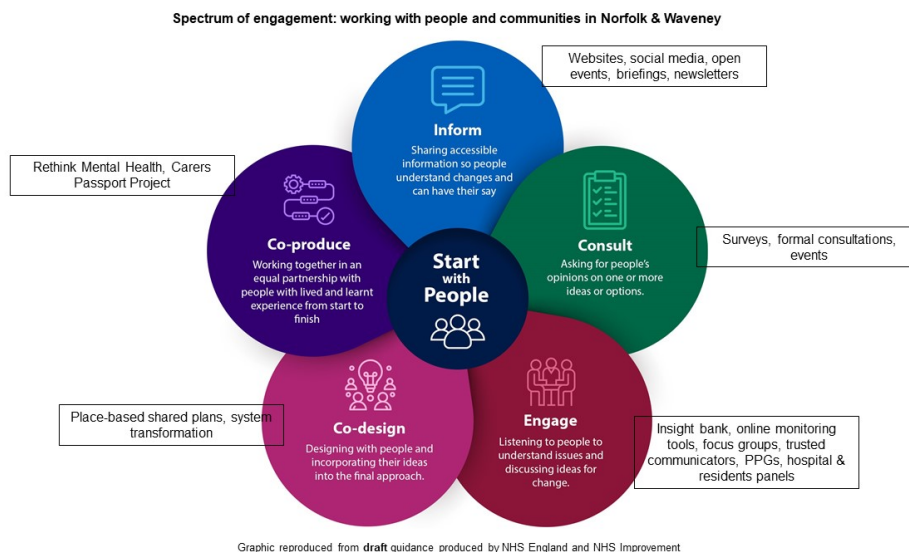 Spectrum of engagement: working with people and communities in Norfolk & Waveney
Websites, social media, open
events, briefings, newsletters
Inform
Sharing accessible
information so people
understand changes and
can have their say
Rethink Mental Health, Carers
Passport Project
Co-produce
Working together in an
equal partnership with
people with lived and learnt
experience from start to
finish
Start
with
People
Consult
Asking for people's
opinions on one or more
ideas or options.
Surveys, formal consultations,
events
Place-based shared plans, system
transformation
Co-design
Designing with people and
incorporating their ideas
into the final approach.
Engage
Listening to people to
understand issues and
discussing ideas for
change.
Insight bank, online monitoring
tools, focus groups, trusted
communicators, PPGs, hospital &
residents panels
Graphic reproduced from draft guidance produced by NHS England and NHS Improvement